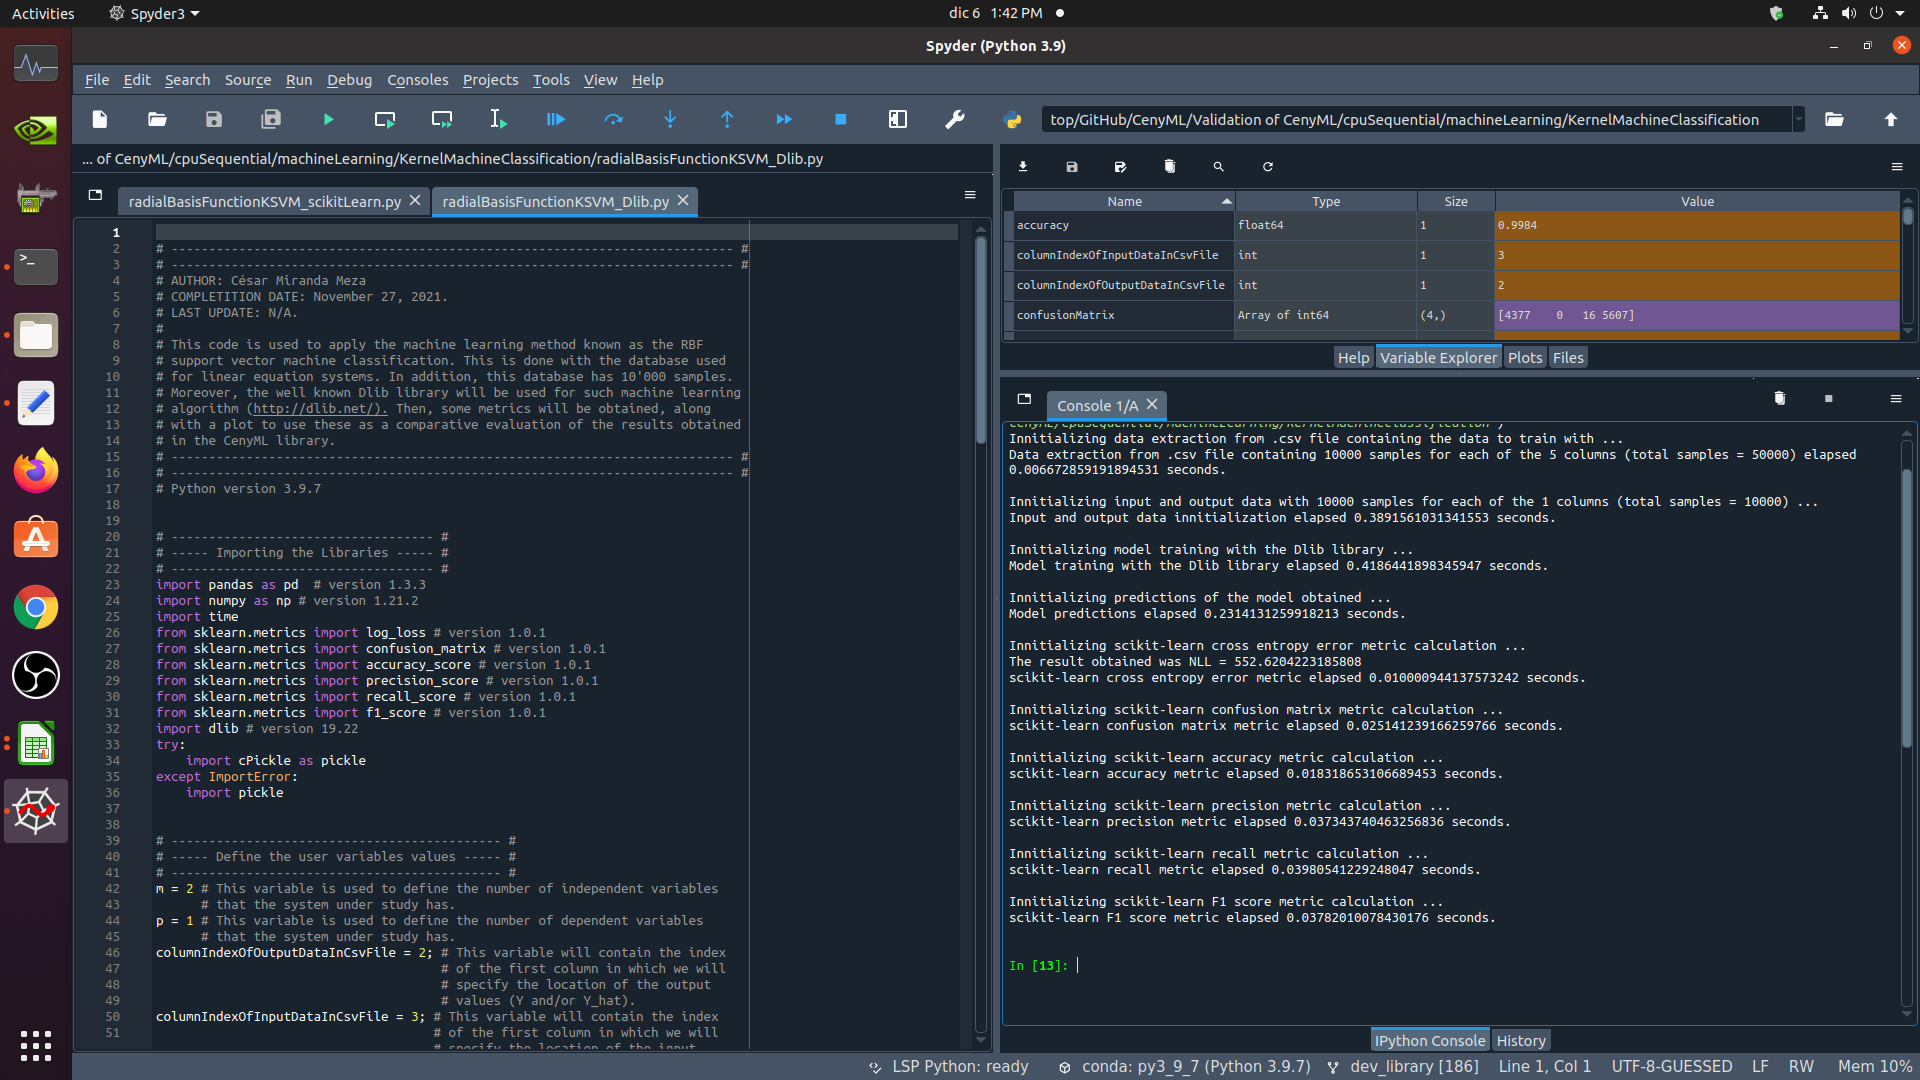 Activities
Spyder3
dic 6 1:42 PM
Spyder (Python 3.9)
File Edit Search Source Run Debug Consoles Projects Tools View Help
top/GitHub/CenyML/Validation of CenyML/cpuSequential/machineLearning/KernelMachineClassification
... of CenyML/cpuSequential/machineLearning/KernelMachineClassification/radialBasisFunctionKSVM_Dlib.py
radialBasisFunctionKSVM_scikitLearn.py
radialBasisFunctionKSVM_Dlib.py
1
2 # --------------------------------------------------------------------------- #
3 # --------------------------------------------------------------------------- #
4 # AUTHOR: César Miranda Meza
5 # COMPLETITION DATE: November 27, 2021.
6 # LAST UPDATE: N/A.
7 #
8 # This code is used to apply the machine learning method known as the RBF
9 # support vector machine classification. This is done with the database used
10 # for linear equation systems. In addition, this database has 10'000 samples.
11 # Moreover, the well known Dlib library will be used for such machine learning
12 # algorithm (http://dlib.net/). Then, some metrics will be obtained, along
13 # with a plot to use these as a comparative evaluation of the results obtained
14 # in the CenyML library.
15 # --------------------------------------------------------------------------- #
16 # --------------------------------------------------------------------------- #
17 # Python version 3.9.7
18
19
20 # ----------------------------------- #
21 # ----- Importing the Libraries ----- #
22 # ----------------------------------- #
23 import pandas as pd  # version 1.3.3
24 import numpy as np # version 1.21.2
25 import time
26 from sklearn.metrics import log_loss # version 1.0.1
27 from sklearn.metrics import confusion_matrix # version 1.0.1
28 from sklearn.metrics import accuracy_score # version 1.0.1
29 from sklearn.metrics import precision_score # version 1.0.1
30 from sklearn.metrics import recall_score # version 1.0.1
31 from sklearn.metrics import f1_score # version 1.0.1
32 import dlib # version 19.22
33 try:
34     import cPickle as pickle
35 except ImportError:
36     import pickle
37
38
39 # -------------------------------------------- #
40 # ----- Define the user variables values ----- #
41 # -------------------------------------------- #
42 m = 2 # This variable is used to define the number of independent variables
43       # that the system under study has.
44 p = 1 # This variable is used to define the number of dependent variables
45       # that the system under study has.
46 columnIndexOfOutputDataInCsvFile = 2; # This variable will contain the index
47                                       # of the first column in which we will
48                                       # specify the location of the output
49                                       # values (Y and/or Y_hat).
50 columnIndexOfInputDataInCsvFile = 3; # This variable will contain the index
51                                      # of the first column in which we will
# specify the location of the input
Name Type Size Value
accuracy float64 1 0.9984
columnIndexOfInputDataInCsvFile int 1 3
columnIndexOfOutputDataInCsvFile int 1 2
confusionMatrix Array of int64 (4,) [4377    0   16 5607]
Help Variable Explorer Plots Files
Console 1/A
CenyML/cpuSequential/machineLearning/KernelMachineClassification')
Innitializing data extraction from .csv file containing the data to train with ...
Data extraction from .csv file containing 10000 samples for each of the 5 columns (total samples = 50000) elapsed
0.006672859191894531 seconds.
Innitializing input and output data with 10000 samples for each of the 1 columns (total samples = 10000) ...
Input and output data innitialization elapsed 0.3891561031341553 seconds.
Innitializing model training with the Dlib library ...
Model training with the Dlib library elapsed 0.4186441898345947 seconds.
Innitializing predictions of the model obtained ...
Model predictions elapsed 0.2314131259918213 seconds.
Innitializing scikit-learn cross entropy error metric calculation ...
The result obtained was NLL = 552.6204223185808
scikit-learn cross entropy error metric elapsed 0.010000944137573242 seconds.
Innitializing scikit-learn confusion matrix metric calculation ...
scikit-learn confusion matrix metric elapsed 0.025141239166259766 seconds.
Innitializing scikit-learn accuracy metric calculation ...
scikit-learn accuracy metric elapsed 0.018318653106689453 seconds.
Innitializing scikit-learn precision metric calculation ...
scikit-learn precision metric elapsed 0.037343740463256836 seconds.
Innitializing scikit-learn recall metric calculation ...
scikit-learn recall metric elapsed 0.03980541229248047 seconds.
Innitializing scikit-learn F1 score metric calculation ...
scikit-learn F1 score metric elapsed 0.03782010078430176 seconds.
In [13]:
IPython Console History
LSP Python: ready conda: py3_9_7 (Python 3.9.7) dev_library [186] Line 1, Col 1 UTF-8-GUESSED LF RW Mem 10%